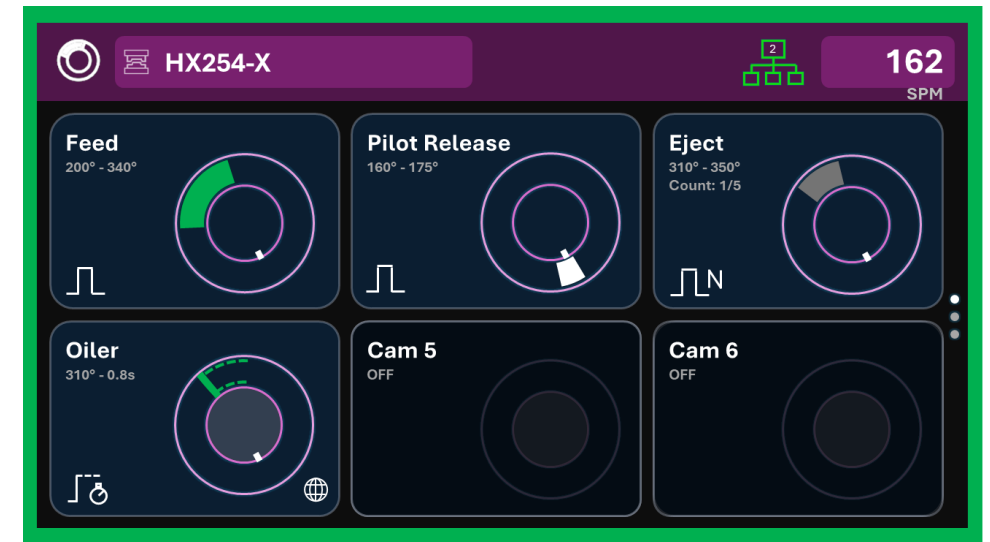 HX254-X
2
162
SPM
Feed
200° - 340°
Pilot Release
160° - 175°
Eject
310° - 350°
Count: 1/5
N
Oiler
310° - 0.8s
Cam 5
OFF
Cam 6
OFF